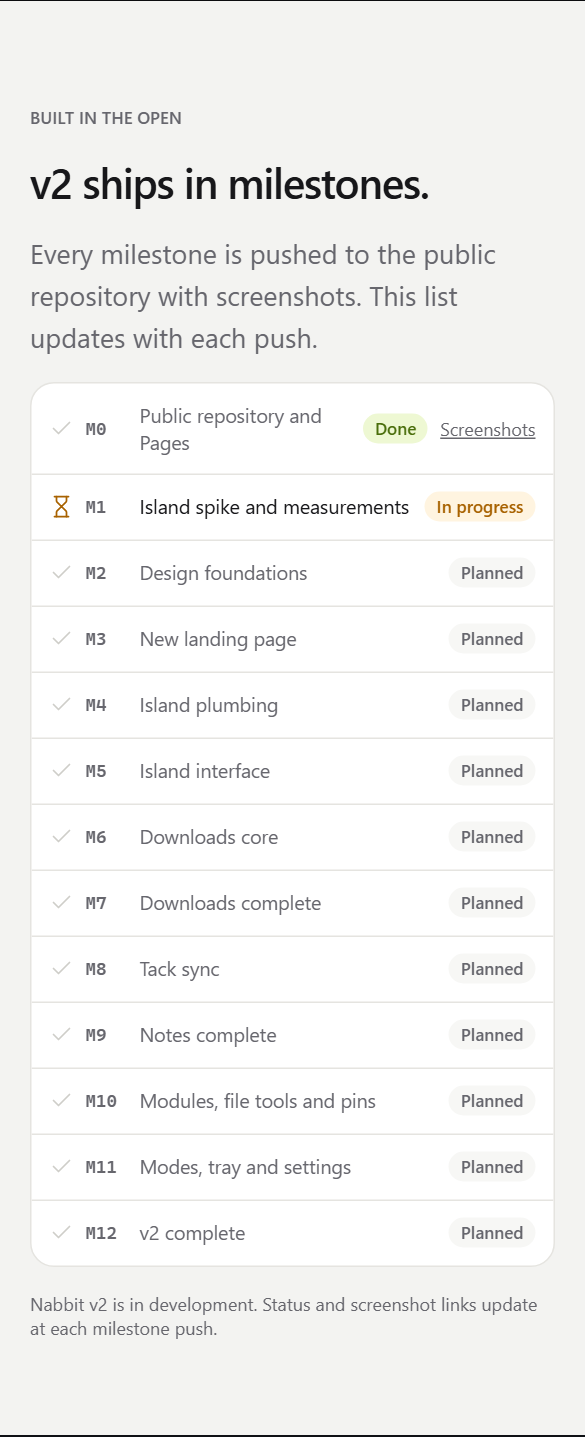 BUILT IN THE OPEN
v2 ships in milestones.
Every milestone is pushed to the public
repository with screenshots. This list
updates with each push.
M0 Public repository and Pages Done Screenshots
M1 Island spike and measurements In progress
M2 Design foundations Planned
M3 New landing page Planned
M4 Island plumbing Planned
M5 Island interface Planned
M6 Downloads core Planned
M7 Downloads complete Planned
M8 Tack sync Planned
M9 Notes complete Planned
M10 Modules, file tools and pins Planned
M11 Modes, tray and settings Planned
M12 v2 complete Planned
Nabbit v2 is in development. Status and screenshot links update
at each milestone push.